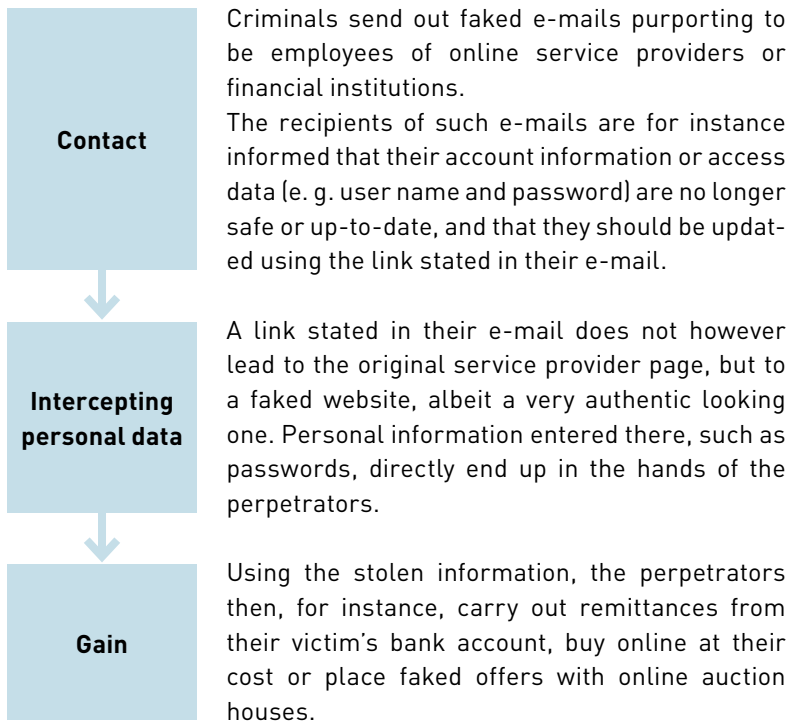 Contact
Criminals send out faked e-mails purporting to
be employees of online service providers or
financial institutions.
The recipients of such e-mails are for instance
informed that their account information or access
data (e. g. user name and password) are no longer
safe or up-to-date, and that they should be updat-
ed using the link stated in their e-mail.
Intercepting
personal data
A link stated in their e-mail does not however
lead to the original service provider page, but to
a faked website, albeit a very authentic looking
one. Personal information entered there, such as
passwords, directly end up in the hands of the
perpetrators.
Gain
Using the stolen information, the perpetrators
then, for instance, carry out remittances from
their victim's bank account, buy online at their
cost or place faked offers with online auction
houses.